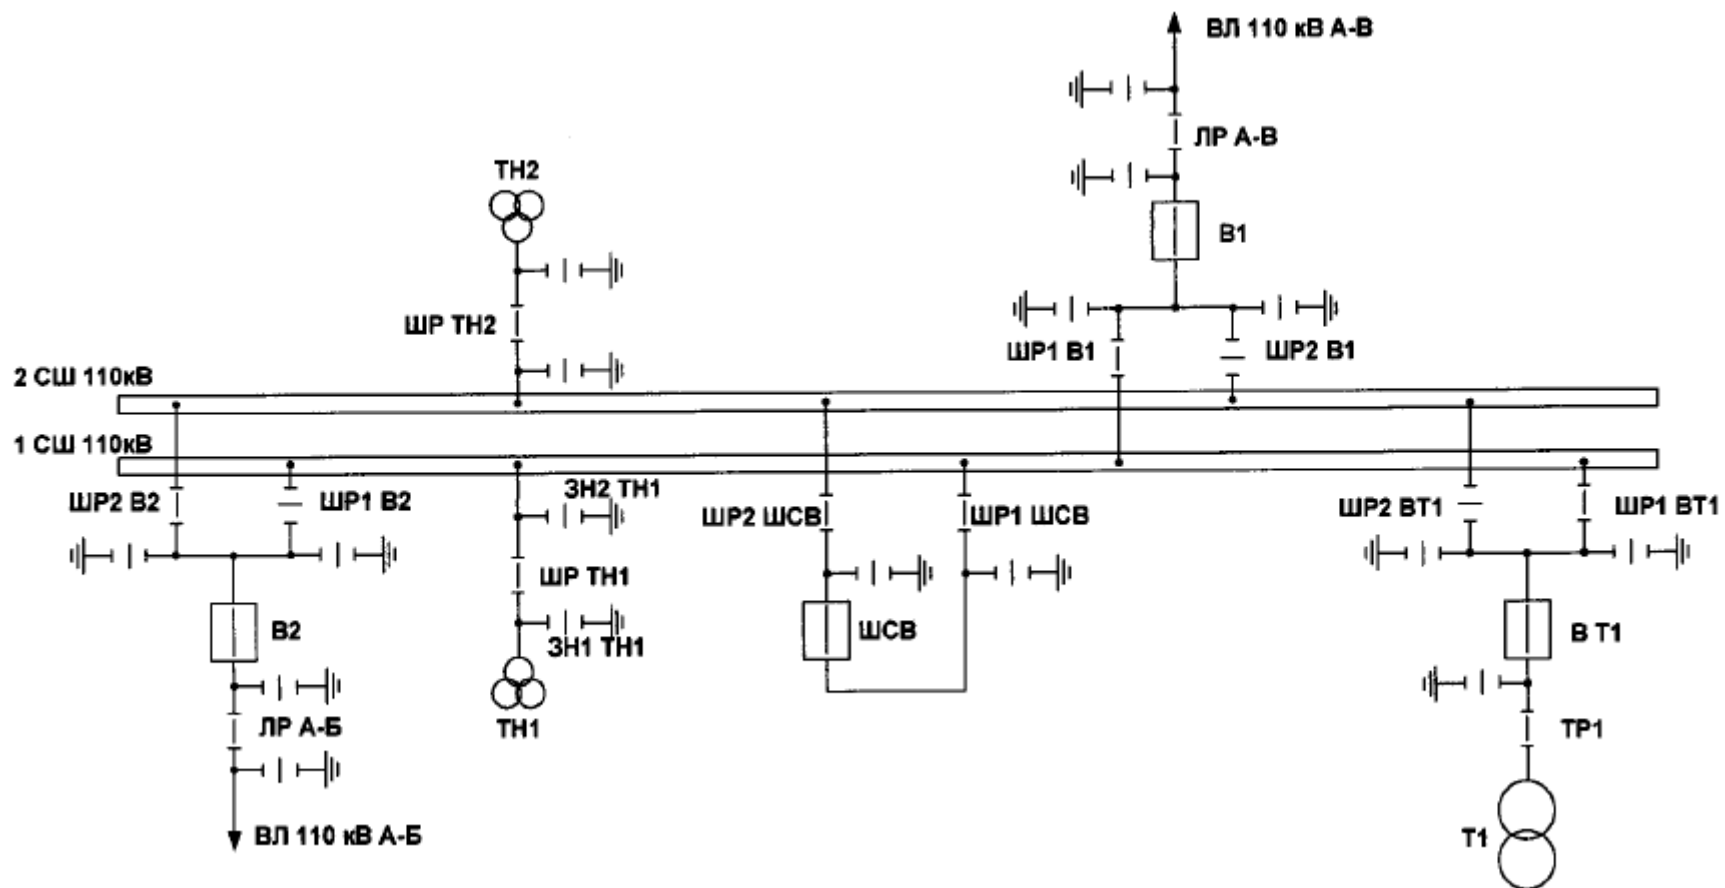 ВЛ 110 кВ А-В
ЛР А-В
ТН2
В1
ШР ТН2
ШР1 В1
ШР2 В1
2 СШ 110кВ
1 СШ 110кВ
ШР2 В2
ШР1 В2
ЗН2 ТН1
ШР2 ШСВ
ШР1 ШСВ
ШР2 ВТ1
ШР1 ВТ1
ШР ТН1
В2
ШСВ
В Т1
ЗН1 ТН1
ЛР А-Б
ТН1
ТР1
ВЛ 110 кВ А-Б
Т1